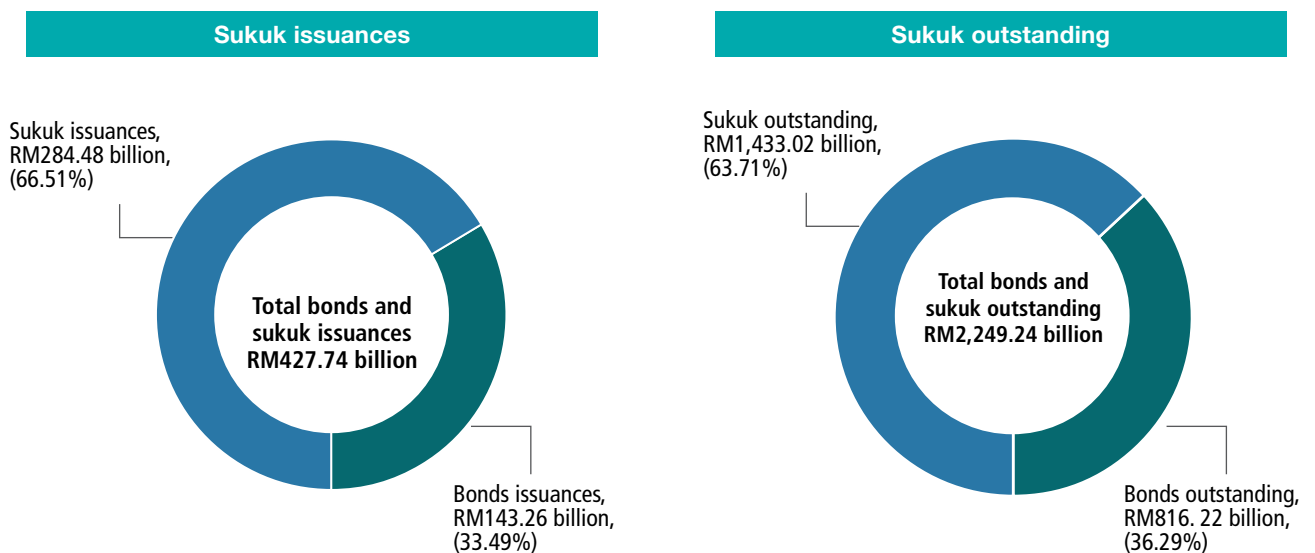 Sukuk issuances
Sukuk issuances,
RM284.48 billion,
(66.51%)
Total bonds and
sukuk issuances
RM427.74 billion
Bonds issuances,
RM143.26 billion,
(33.49%)
Sukuk outstanding
Sukuk outstanding,
RM1,433.02 billion,
(63.71%)
Total bonds and
sukuk outstanding
RM2,249.24 billion
Bonds outstanding,
RM816. 22 billion,
(36.29%)